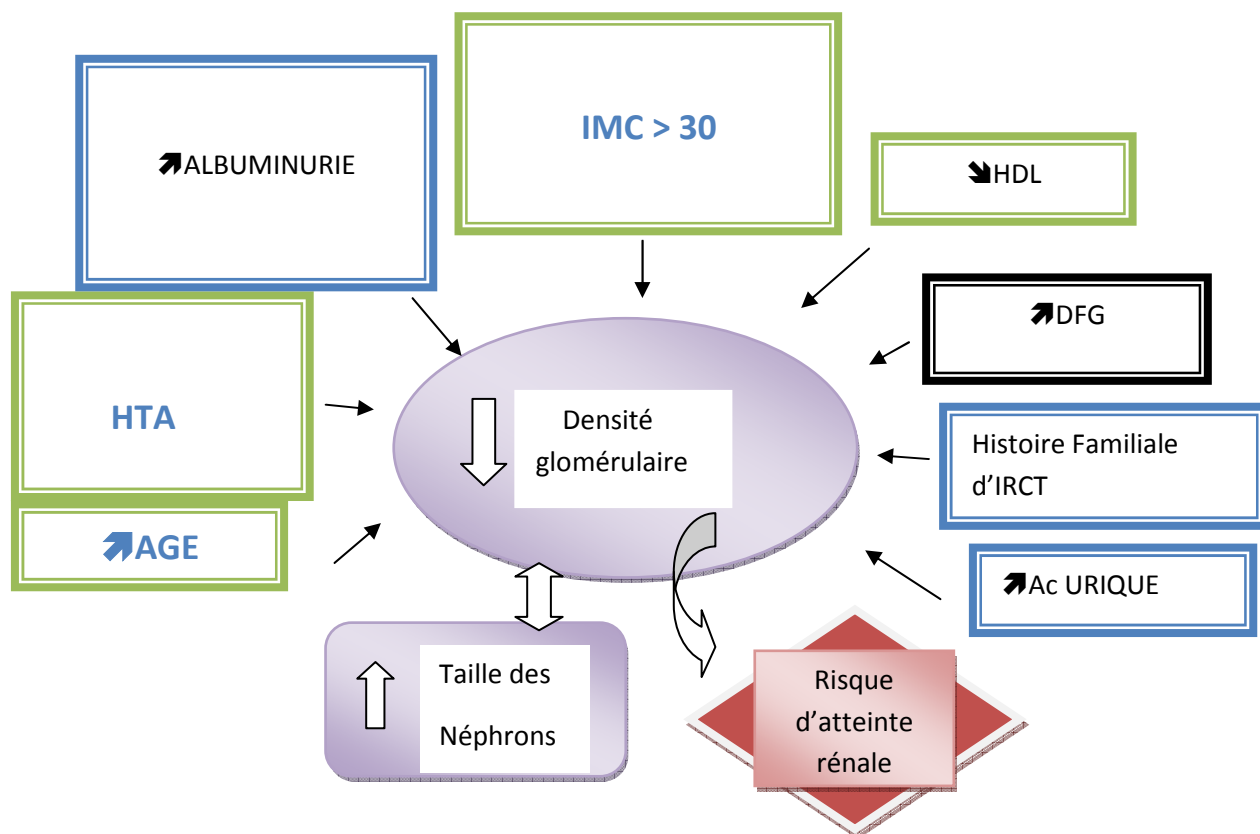 IMC > 30
↗ALBUMINURIE
↘HDL
↗DFG
HTA
Densité
glomérulaire
Histoire Familiale
d’IRCT
↗AGE
↗Ac URIQUE
Taille des
Néphrons
Risque
d’atteinte
rénale